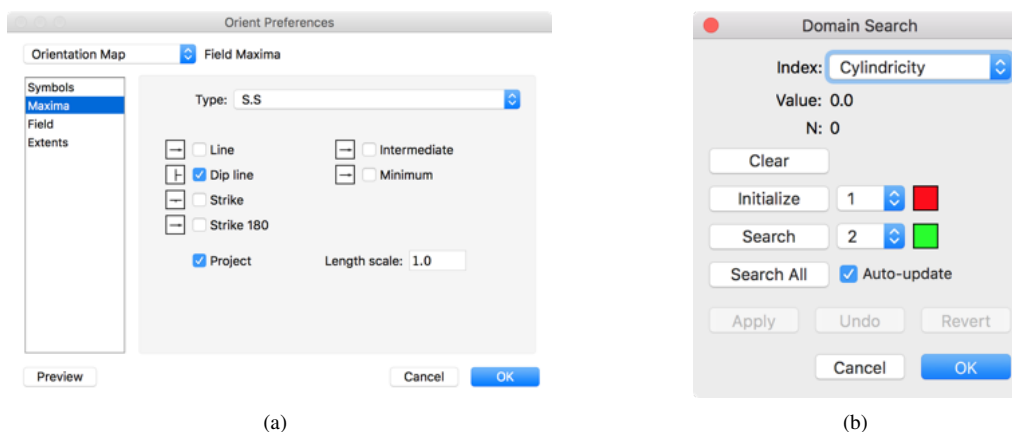 Orient Preferences
Orientation Map
Field Maxima
Symbols
Maxima
Field
Extents
Type: S.S
Line
Intermediate
Dip line
Minimum
Strike
Strike 180
Project
Length scale: 1.0
Preview
Cancel
OK
(a)
Domain Search
Index: Cylindricity
Value: 0.0
N: 0
Clear
Initialize 1
Search 2
Search All
Auto-update
Apply
Undo
Revert
Cancel
OK
(b)